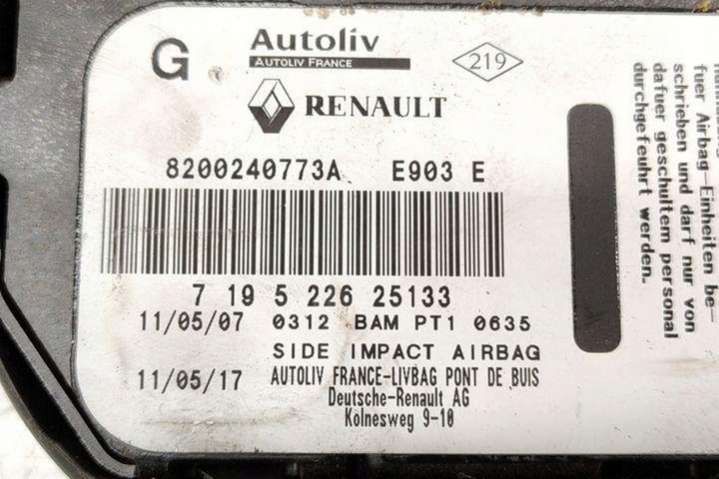 G
Autoliv
AUTOLIV FRANCE
219
RENAULT
8200240773A E903 E
7 19 5 226 25133
11/05/07 0312 BAM PT1 0635
SIDE IMPACT AIRBAG
11/05/17 AUTOLIV FRANCE-LIVBAG PONT DE BUIS
Deutsche-Renault AG
Kölnesweg 9-10
fuer Airbag-Einheiten be-
schrieben und darf nur von
dafuer geschultem personal
durchgefuehrt werden.